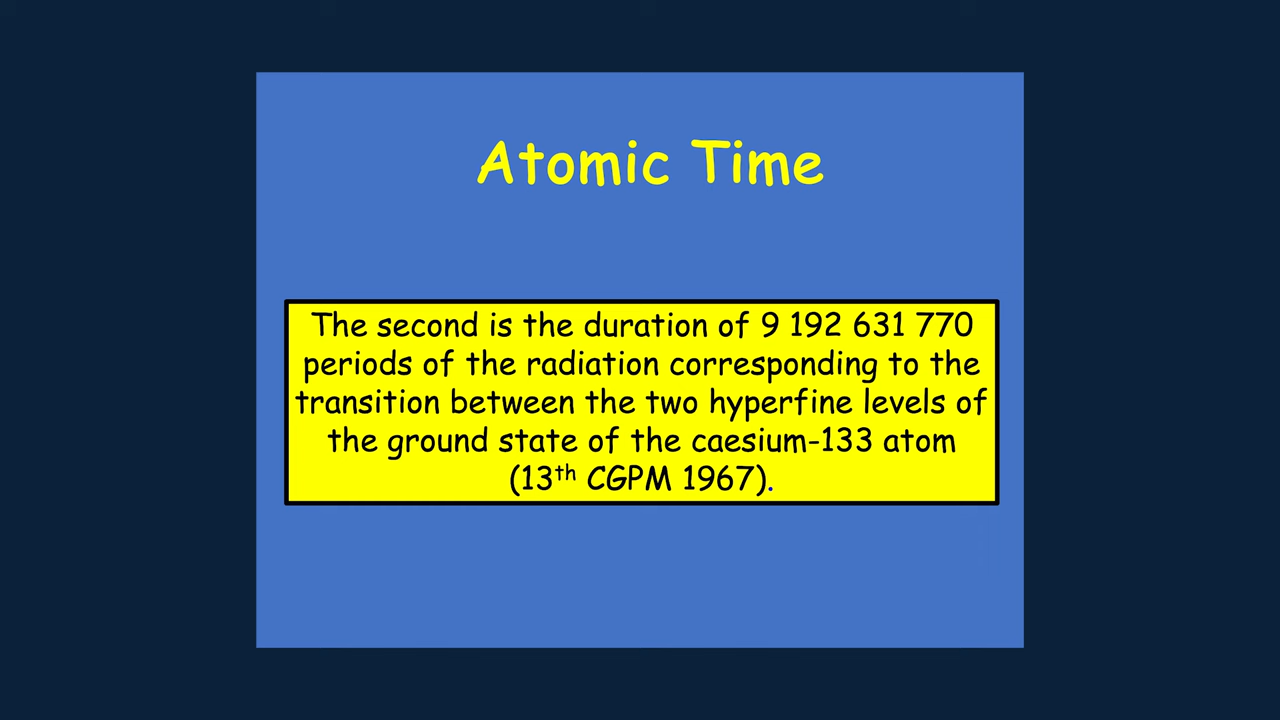 Atomic Time
The second is the duration of 9 192 631 770
periods of the radiation corresponding to the
transition between the two hyperfine levels of
the ground state of the caesium-133 atom
(13th CGPM 1967).